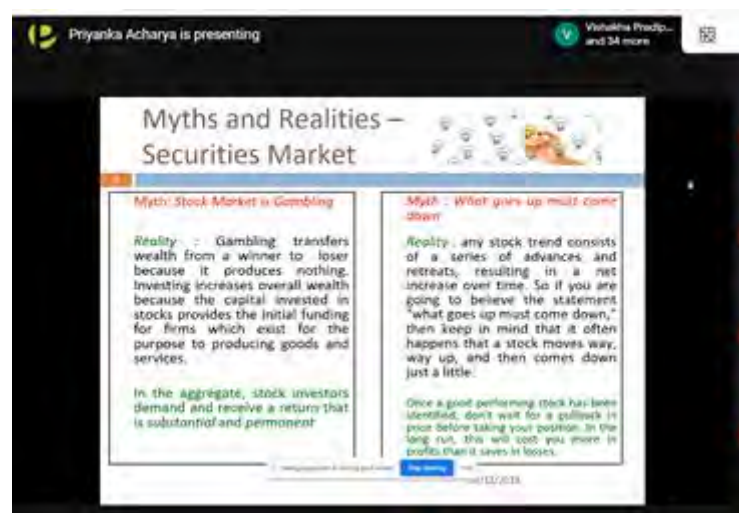 Priyanka Acharya is presenting
and 34 more
Myths and Realities –
Securities Market
Myth: Stock Market is Gambling
Reality : Gambling transfers
wealth from a winner to loser
because it produces nothing.
Investing increases overall wealth
because the capital invested in
stocks provides the initial funding
for firms which exist for the
purpose to producing goods and
services.
In the aggregate, stock investors
demand and receive a return that
is substantial and permanent
Myth : What goes up must come
down
Reality : any stock trend consists
of a series of advances and
retreats, resulting in a net
increase over time. So if you are
going to believe the statement
"what goes up must come down,"
then keep in mind that it often
happens that a stock moves way,
way up, and then comes down
just a little.
Once a good performing stock has been
identified, don't wait for a pullback in
price before taking your position. In the
long run, this will cost you more in
profits than it saves in losses.